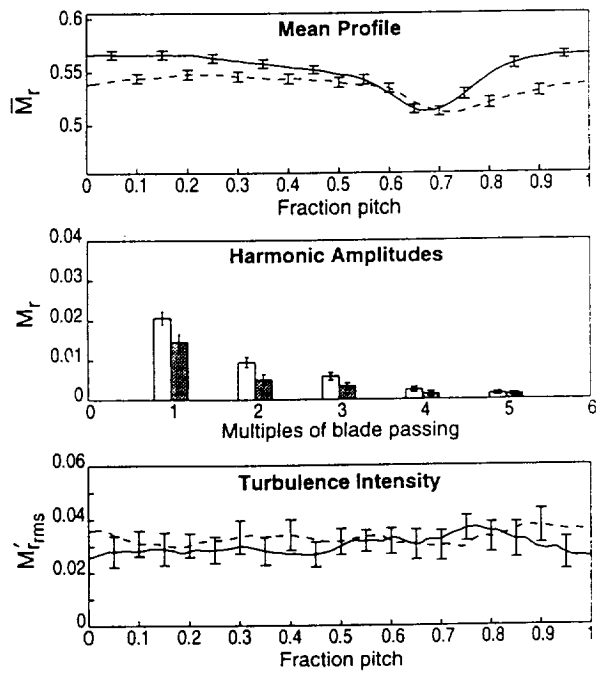 Mean Profile
0.6
0.55
0.5
M̅r
0 0.1 0.2 0.3 0.4 0.5 0.6 0.7 0.8 0.9 1
Fraction pitch
Harmonic Amplitudes
0.04
0.03
0.02
0.01
0
Mr
0 1 2 3 4 5 6
Multiples of blade passing
Turbulence Intensity
0.06
0.04
0.02
0
M′rrms
0 0.1 0.2 0.3 0.4 0.5 0.6 0.7 0.8 0.9 1
Fraction pitch